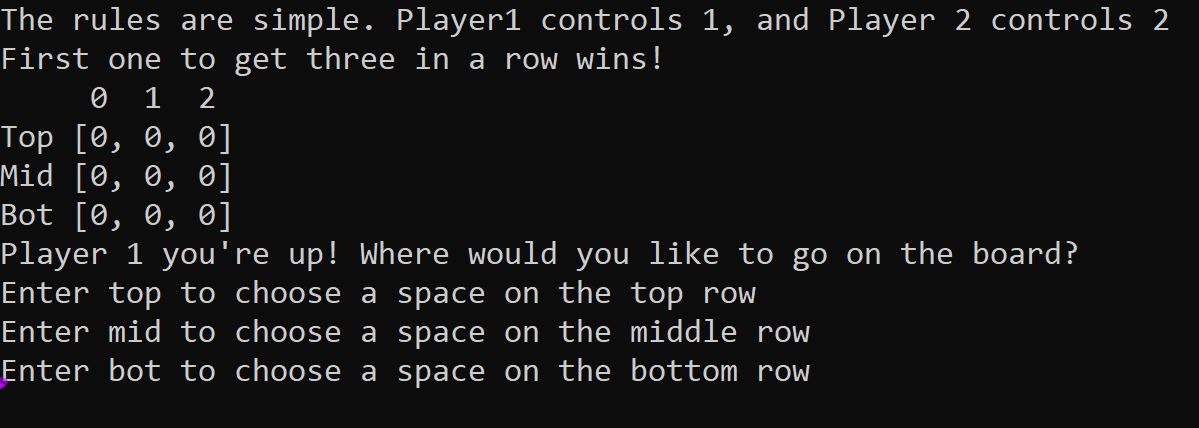 The rules are simple. Player1 controls 1, and Player 2 controls 2
First one to get three in a row wins!
     0  1  2
Top [0, 0, 0]
Mid [0, 0, 0]
Bot [0, 0, 0]
Player 1 you're up! Where would you like to go on the board?
Enter top to choose a space on the top row
Enter mid to choose a space on the middle row
Enter bot to choose a space on the bottom row